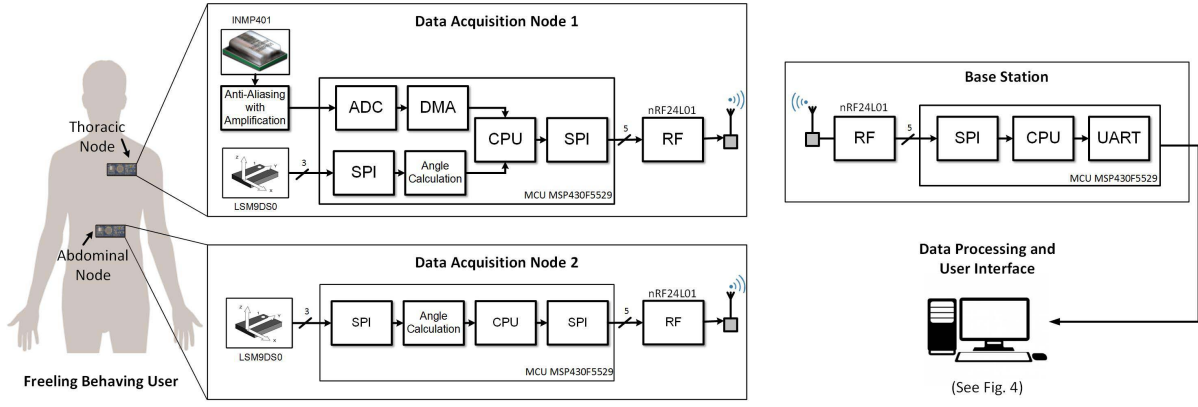 Thoracic
Node
Abdominal
Node
Freeling Behaving User
Data Acquisition Node 1
INMP401
Anti-Aliasing
with
Amplification
ADC
DMA
CPU
SPI
5
nRF24L01
RF
3
SPI
Angle
Calculation
LSM9DS0
Z
Y
X
MCU MSP430F5529
Data Acquisition Node 2
Z
Y
X
LSM9DS0
3
SPI
Angle
Calculation
CPU
SPI
5
nRF24L01
RF
MCU MSP430F5529
Base Station
nRF24L01
RF
5
SPI
CPU
UART
MCU MSP430F5529
Data Processing and
User Interface
(See Fig. 4)